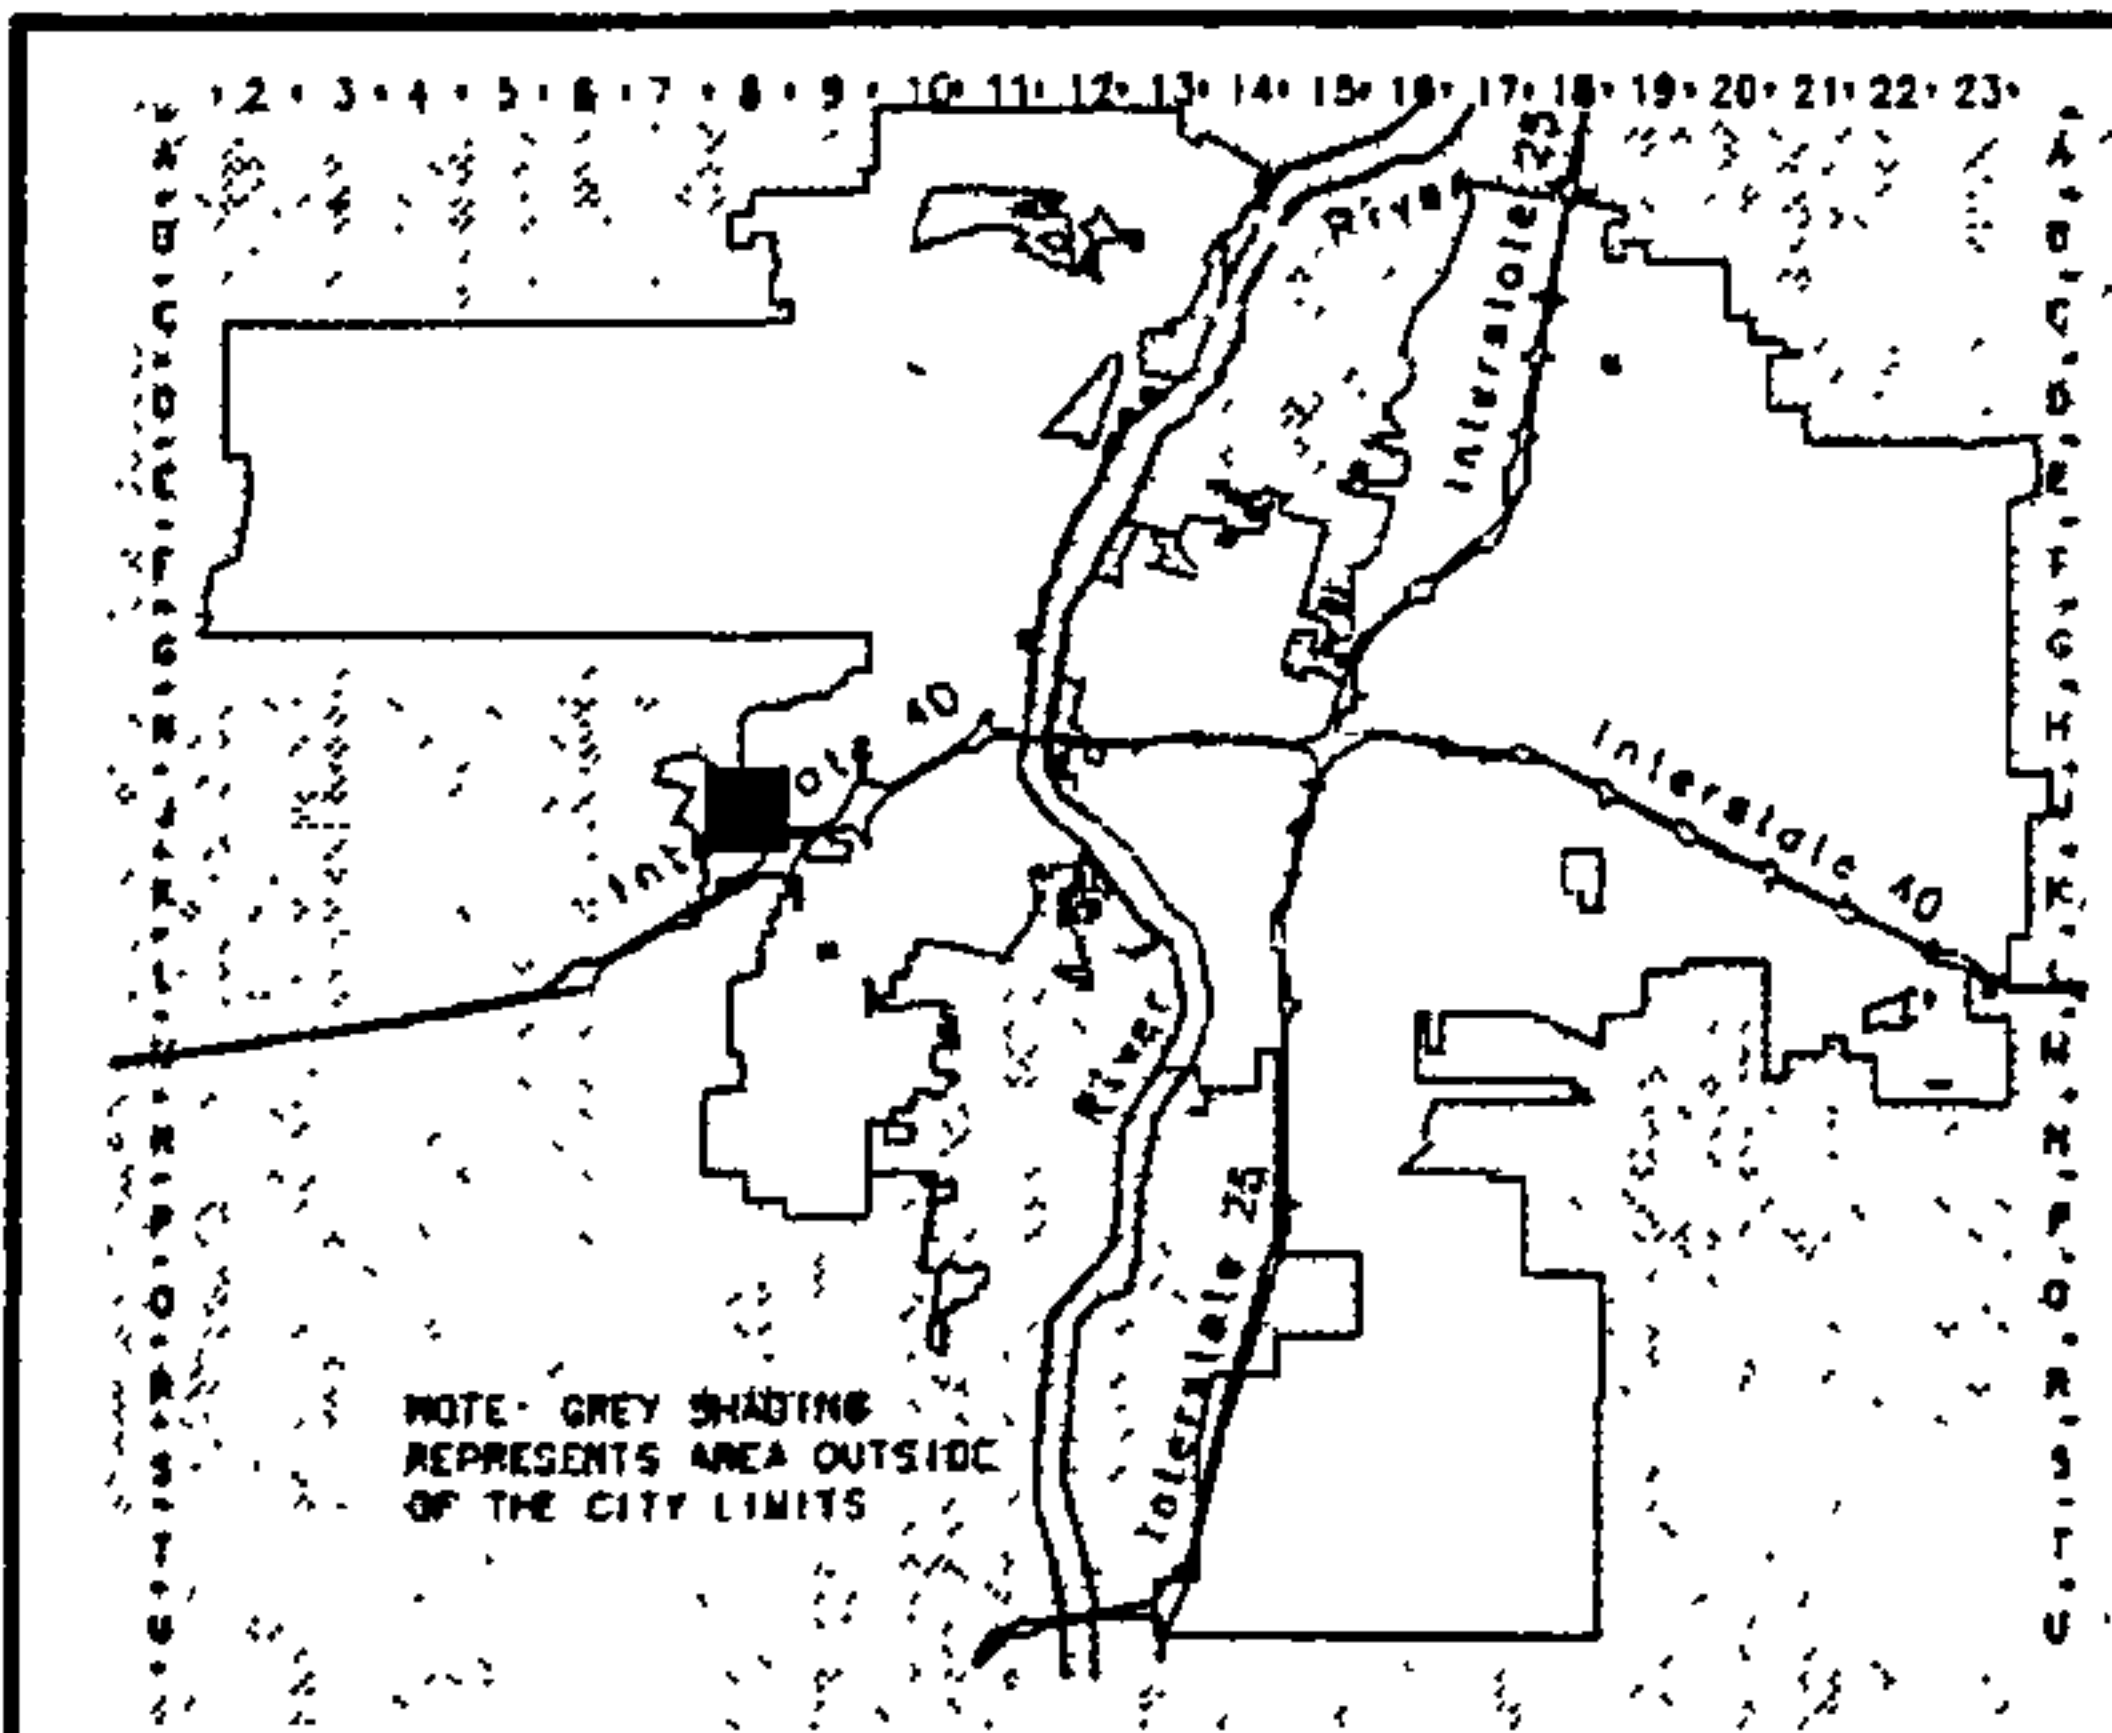 2 · 3 · 4 · 5 · 6 · 7 · 8 · 9 · 10 · 11 · 12 · 13 · 14 · 15 · 16 · 17 · 18 · 19 · 20 · 21 · 22 · 23 ·
A
B
C
D
E
F
G
H
J
K
L
M
N
P
Q
R
S
T
U
A
B
C
D
E
F
G
H
J
K
L
M
N
P
Q
R
S
T
U
Interstate 25
40
Interstate 40
River
Interstate 25
NOTE· GREY SHADING
REPRESENTS AREA OUTSIDE
OF THE CITY LIMITS